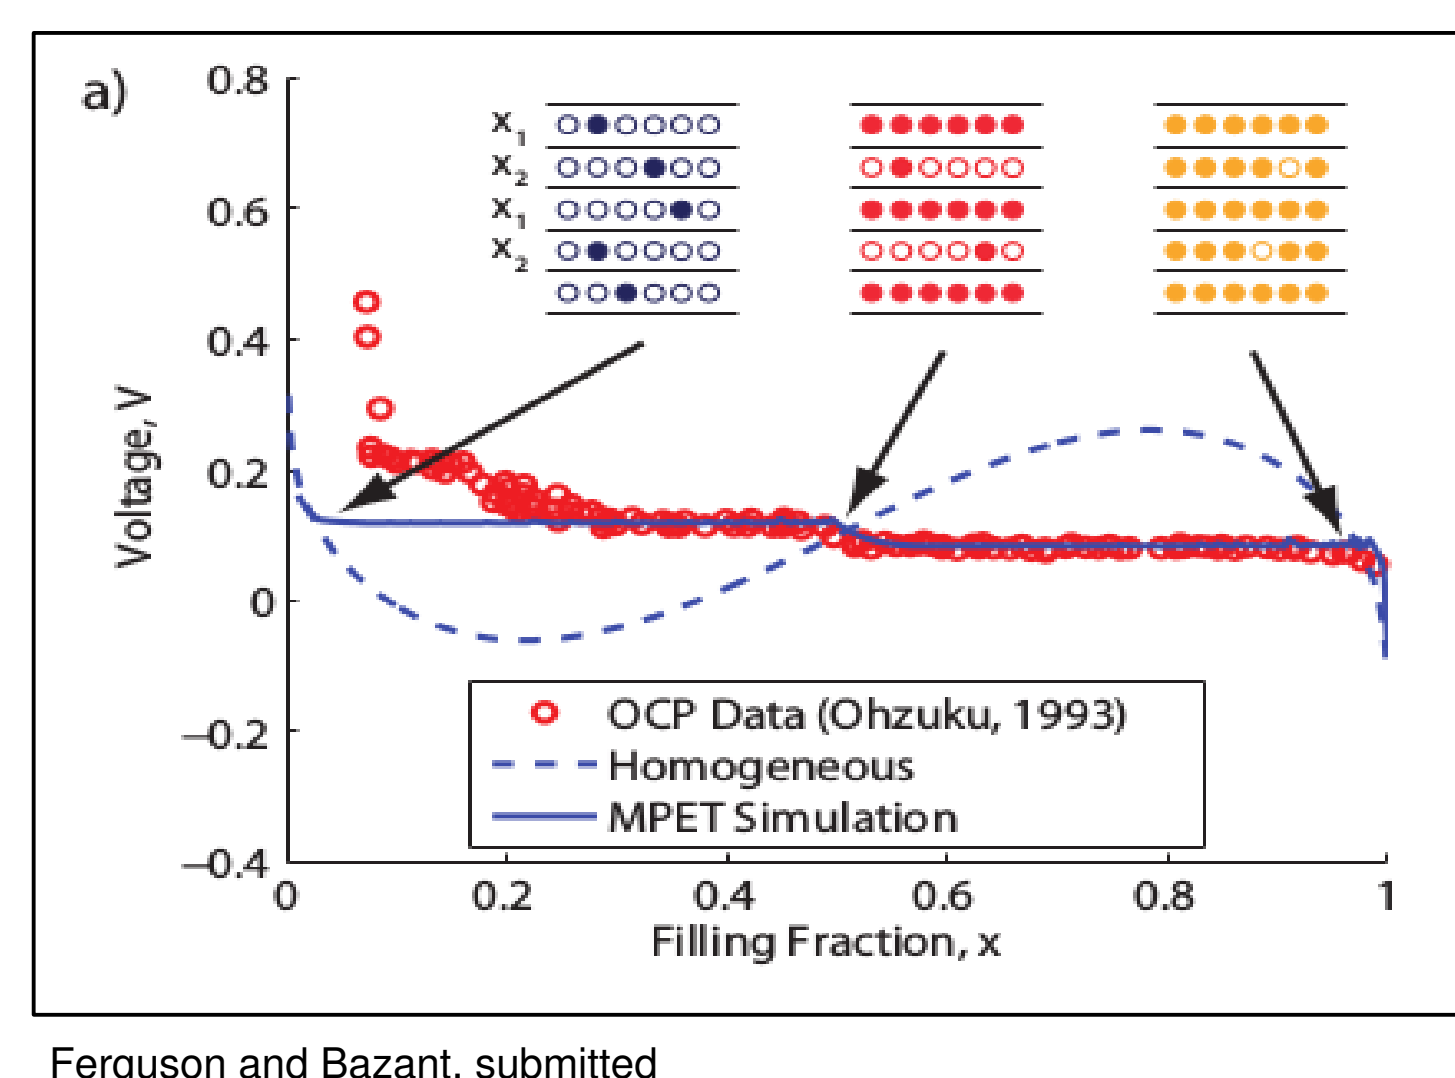 a)
0.8
0.6
0.4
0.2
0
−0.2
−0.4
Voltage, V
x1
x2
x1
x2
OCP Data (Ohzuku, 1993)
Homogeneous
MPET Simulation
0 0.2 0.4 0.6 0.8 1
Filling Fraction, x
Ferguson and Bazant, submitted